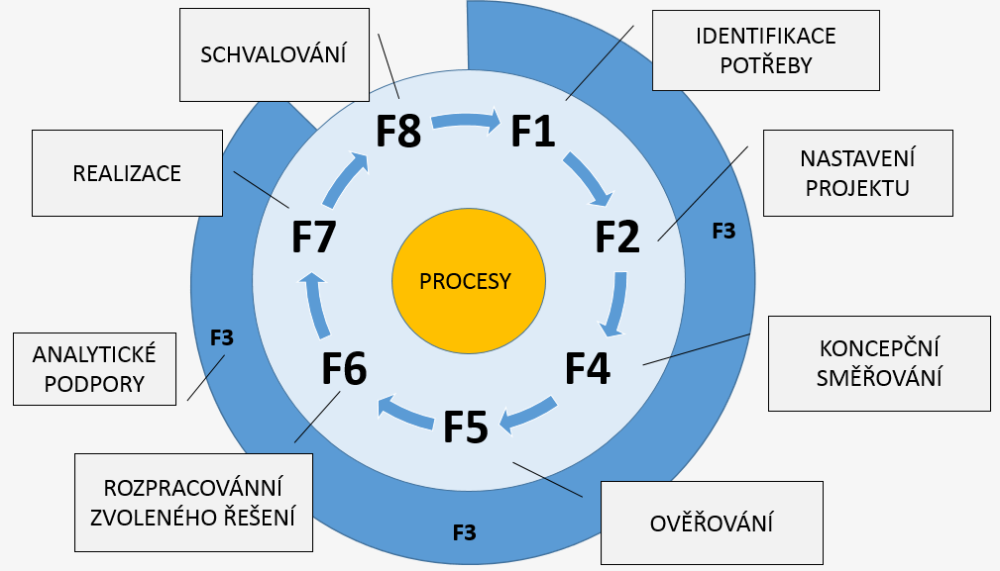 SCHVALOVÁNÍ
IDENTIFIKACE
POTŘEBY
F8
F1
REALIZACE
NASTAVENÍ
PROJEKTU
F7
F2
F3
PROCESY
F3
ANALYTICKÉ
PODPORY
F6
F4
KONCEPČNÍ
SMĚŘOVÁNÍ
F5
ROZPRACOVÁNNÍ
ZVOLENÉHO ŘEŠENÍ
F3
OVĚŘOVÁNÍ